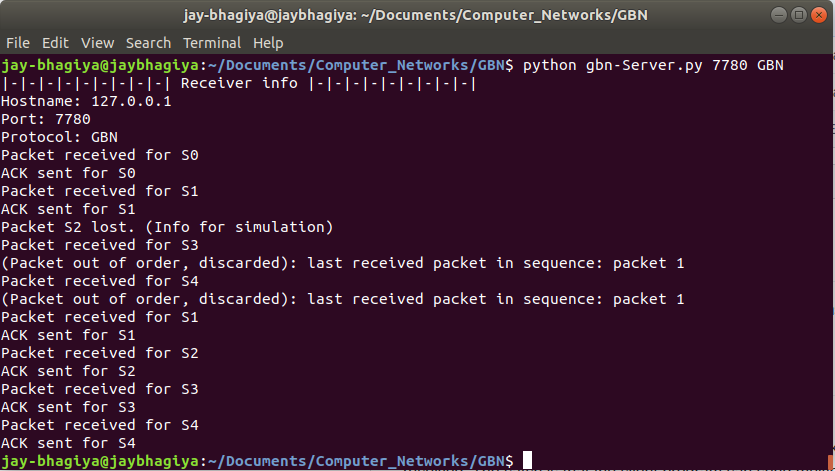 jay-bhagiya@jaybhagiya: ~/Documents/Computer_Networks/GBN
File Edit View Search Terminal Help
jay-bhagiya@jaybhagiya:~/Documents/Computer_Networks/GBN$ python gbn-Server.py 7780 GBN
|-|-|-|-|-|-|-|-|-| Receiver info |-|-|-|-|-|-|-|-|-|
Hostname: 127.0.0.1
Port: 7780
Protocol: GBN
Packet received for S0
ACK sent for S0
Packet received for S1
ACK sent for S1
Packet S2 lost. (Info for simulation)
Packet received for S3
(Packet out of order, discarded): last received packet in sequence: packet 1
Packet received for S4
(Packet out of order, discarded): last received packet in sequence: packet 1
Packet received for S1
ACK sent for S1
Packet received for S2
ACK sent for S2
Packet received for S3
ACK sent for S3
Packet received for S4
ACK sent for S4
jay-bhagiya@jaybhagiya:~/Documents/Computer_Networks/GBN$